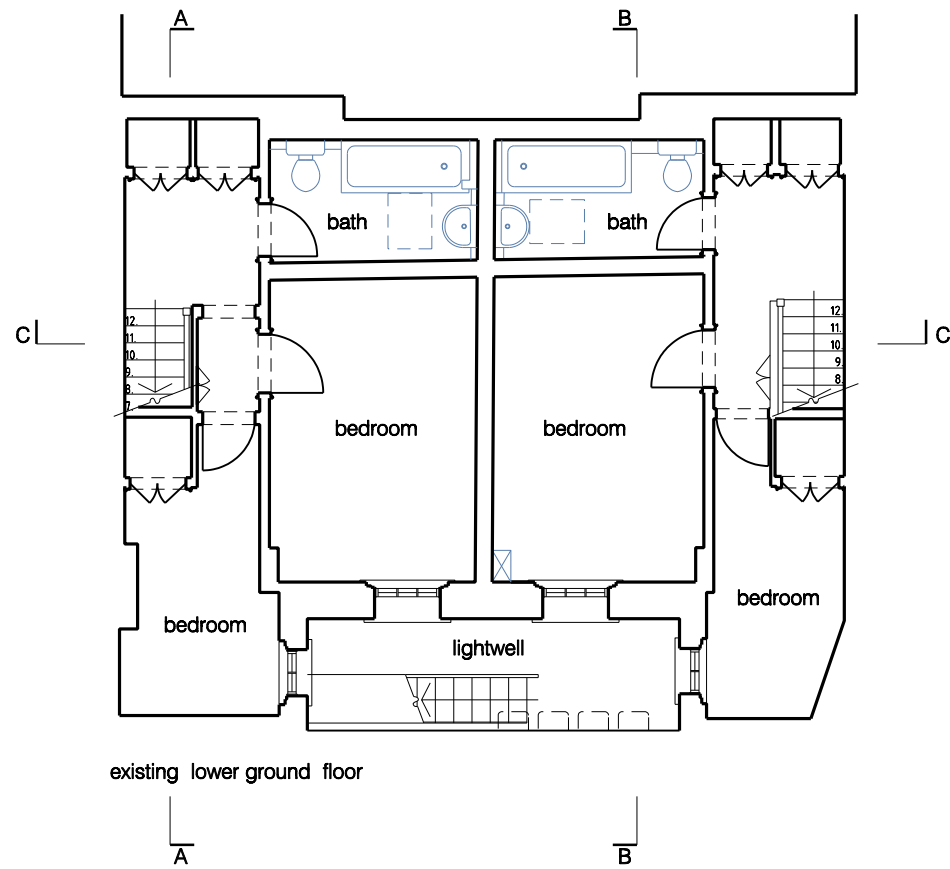 A
B
bath
bath
12.
11.
10.
9.
8.
7.
12.
11.
10.
9.
8.
C
C
bedroom
bedroom
bedroom
bedroom
lightwell
existing lower ground floor
A
B